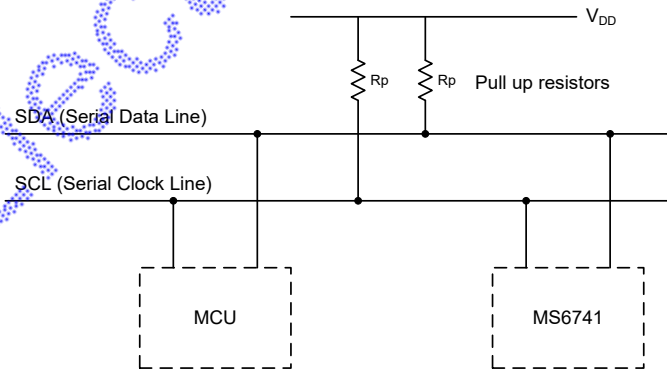 VDD
Rp Rp Pull up resistors
SDA (Serial Data Line)
SCL (Serial Clock Line)
MCU MS6741